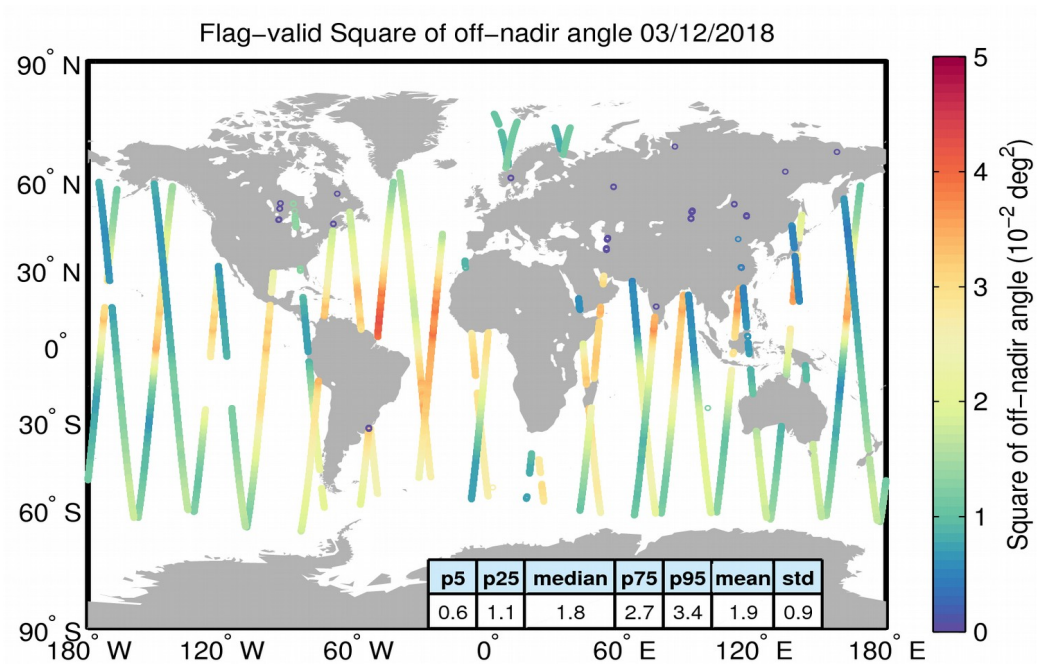 Flag−valid Square of off−nadir angle 03/12/2018
90° N
60° N
30° N
0°
30° S
60° S
90° S
180° W 120° W 60° W 0° 60° E 120° E 180° E
p5 p25 median p75 p95 mean std
0.6 1.1 1.8 2.7 3.4 1.9 0.9
5
4
3
2
1
0
Square of off−nadir angle (10⁻² deg²)